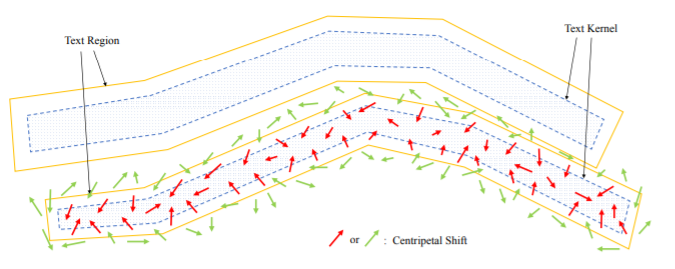 Text Region
Text Kernel
or : Centripetal Shift